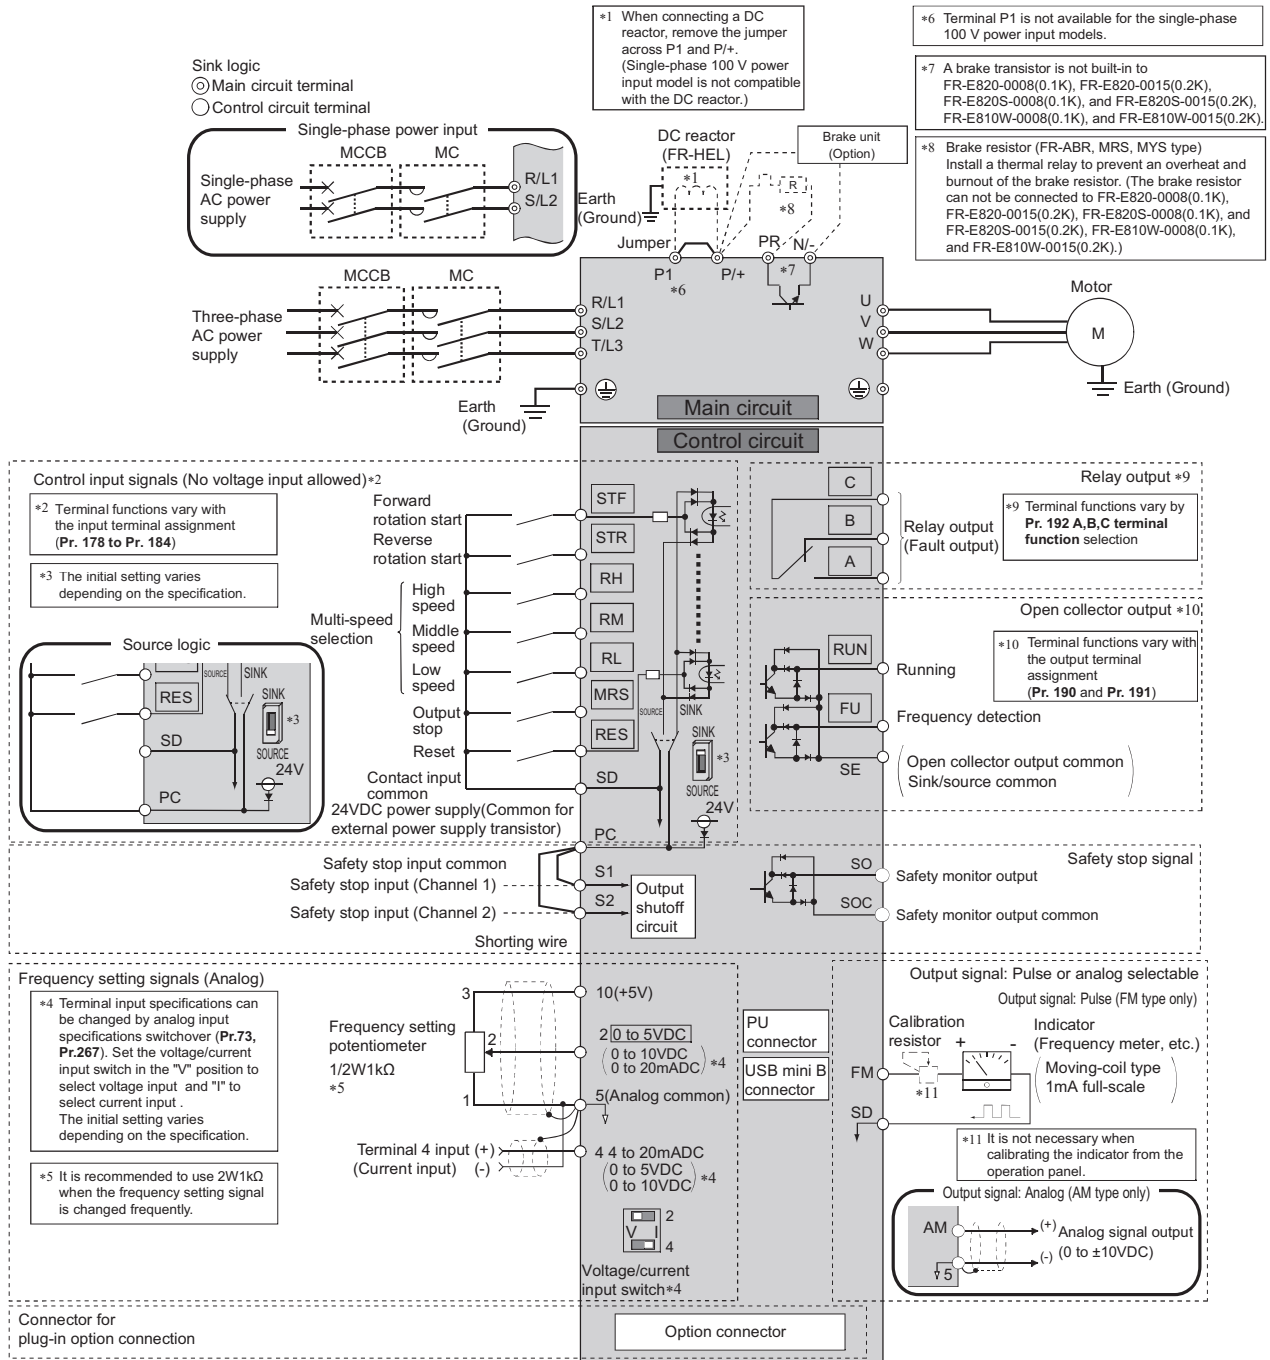 *1 When connecting a DC
reactor, remove the jumper
across P1 and P/+.
(Single-phase 100 V power
input model is not compatible
with the DC reactor.)
*6 Terminal P1 is not available for the single-phase
100 V power input models.
*7 A brake transistor is not built-in to
FR-E820-0008(0.1K), FR-E820-0015(0.2K),
FR-E820S-0008(0.1K), and FR-E820S-0015(0.2K),
FR-E810W-0008(0.1K), and FR-E810W-0015(0.2K).
*8 Brake resistor (FR-ABR, MRS, MYS type)
Install a thermal relay to prevent an overheat and
burnout of the brake resistor. (The brake resistor
can not be connected to FR-E820-0008(0.1K),
FR-E820-0015(0.2K), FR-E820S-0008(0.1K), and
FR-E820S-0015(0.2K), FR-E810W-0008(0.1K),
and FR-E810W-0015(0.2K).)
Sink logic
Main circuit terminal
Control circuit terminal
Single-phase power input
MCCB
MC
Single-phase
AC power
supply
R/L1
S/L2
DC reactor
(FR-HEL)
*1
Brake unit
(Option)
R
*8
Earth
(Ground)
Jumper
P1
*6
P/+
PR
*7
N/-
MCCB
MC
Three-phase
AC power
supply
R/L1
S/L2
T/L3
U
V
W
Motor
M
Earth
(Ground)
Earth (Ground)
Main circuit
Control circuit
Control input signals (No voltage input allowed)*2
*2 Terminal functions vary with
the input terminal assignment
(Pr. 178 to Pr. 184)
*3 The initial setting varies
depending on the specification.
Source logic
RES
SOURCE
SINK
SINK
*3
SOURCE
SD
24V
PC
Forward
rotation start
Reverse
rotation start
Multi-speed
selection
High
speed
Middle
speed
Low
speed
Output
stop
Reset
Contact input
common
24VDC power supply(Common for
external power supply transistor)
STF
STR
RH
RM
RL
MRS
RES
SOURCE
SINK
SINK
*3
SOURCE
SD
24V
PC
C
B
A
Relay output *9
Relay output
(Fault output)
*9 Terminal functions vary by
Pr. 192 A,B,C terminal
function selection
Open collector output *10
*10 Terminal functions vary with
the output terminal
assignment
(Pr. 190 and Pr. 191)
RUN
Running
FU
Frequency detection
SE
Open collector output common
Sink/source common
Safety stop input common
Safety stop input (Channel 1)
Safety stop input (Channel 2)
Shorting wire
S1
S2
Output
shutoff
circuit
Safety stop signal
SO
Safety monitor output
SOC
Safety monitor output common
Frequency setting signals (Analog)
*4 Terminal input specifications can
be changed by analog input
specifications switchover (Pr.73,
Pr.267). Set the voltage/current
input switch in the "V" position to
select voltage input and "I" to
select current input .
The initial setting varies
depending on the specification.
*5 It is recommended to use 2W1kΩ
when the frequency setting signal
is changed frequently.
Frequency setting
potentiometer
1/2W1kΩ
*5
3
2
1
10(+5V)
2 0 to 5VDC
(0 to 10VDC
0 to 20mADC) *4
5(Analog common)
Terminal 4 input (+)
(Current input) (-)
4 4 to 20mADC
(0 to 5VDC
0 to 10VDC) *4
2
V I
4
Voltage/current
input switch*4
PU
connector
USB mini B
connector
Output signal: Pulse or analog selectable
Output signal: Pulse (FM type only)
Calibration
resistor
+
-
Indicator
(Frequency meter, etc.)
(Moving-coil type
1mA full-scale)
FM
*11
SD
*11 It is not necessary when
calibrating the indicator from the
operation panel.
Output signal: Analog (AM type only)
AM
5
(+)
(-)
Analog signal output
(0 to ±10VDC)
Connector for
plug-in option connection
Option connector